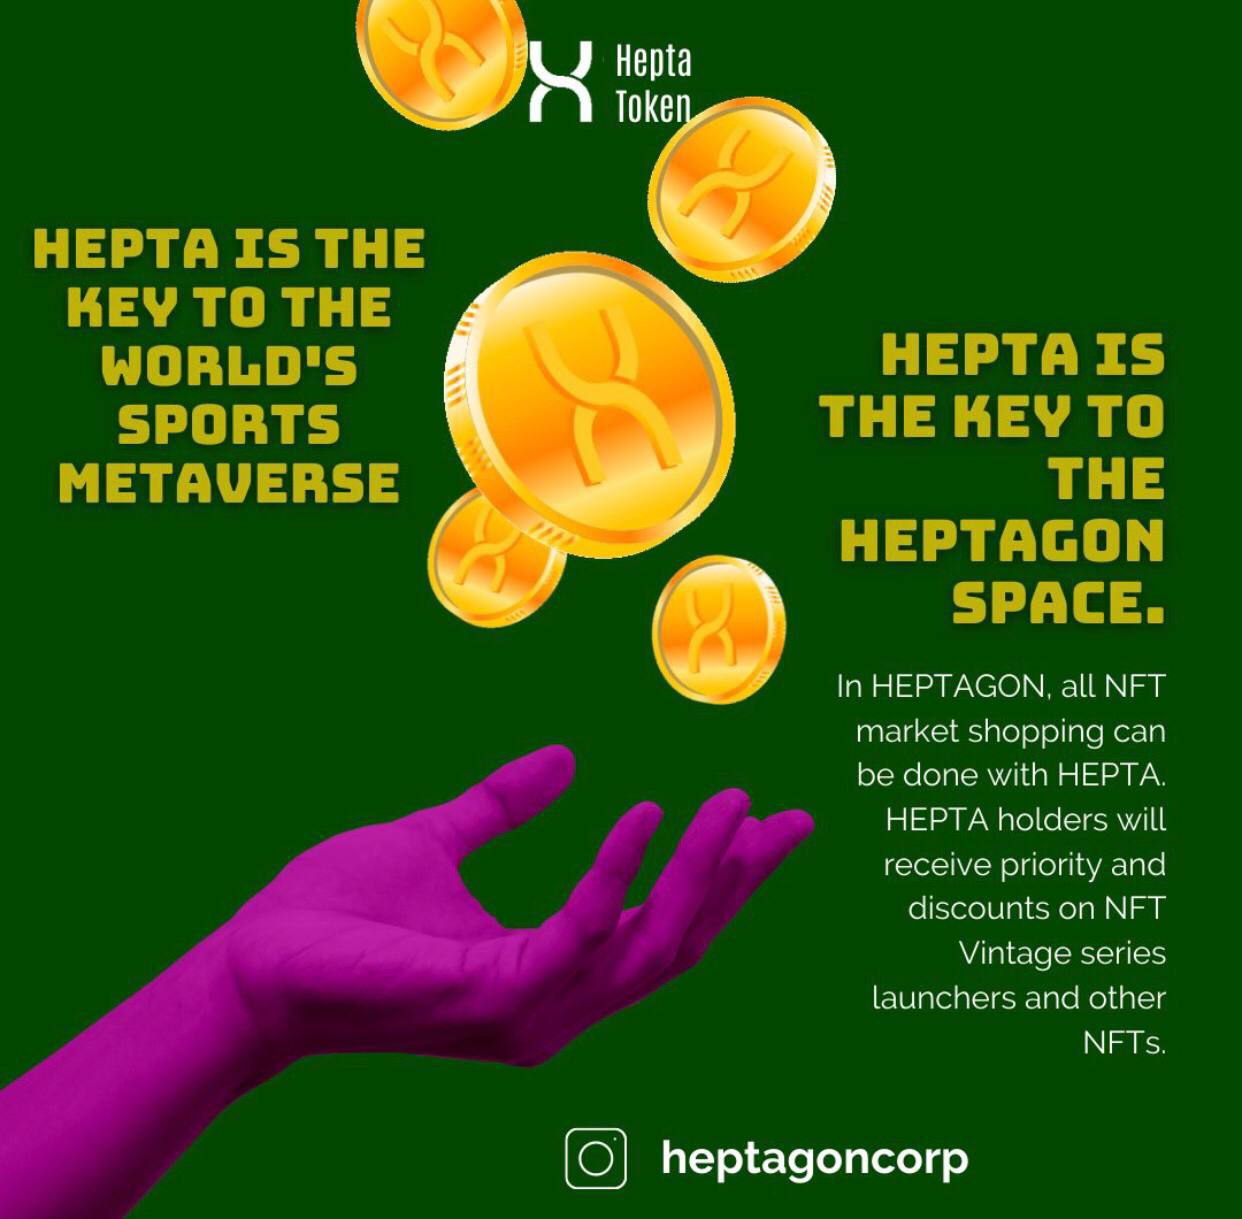 Hepta
Token
HEPTA IS THE
KEY TO THE
WORLD'S
SPORTS
METAVERSE
HEPTA IS
THE KEY TO
THE
HEPTAGON
SPACE.
In HEPTAGON, all NFT
market shopping can
be done with HEPTA.
HEPTA holders will
receive priority and
discounts on NFT
Vintage series
launchers and other
NFTs.
heptagoncorp